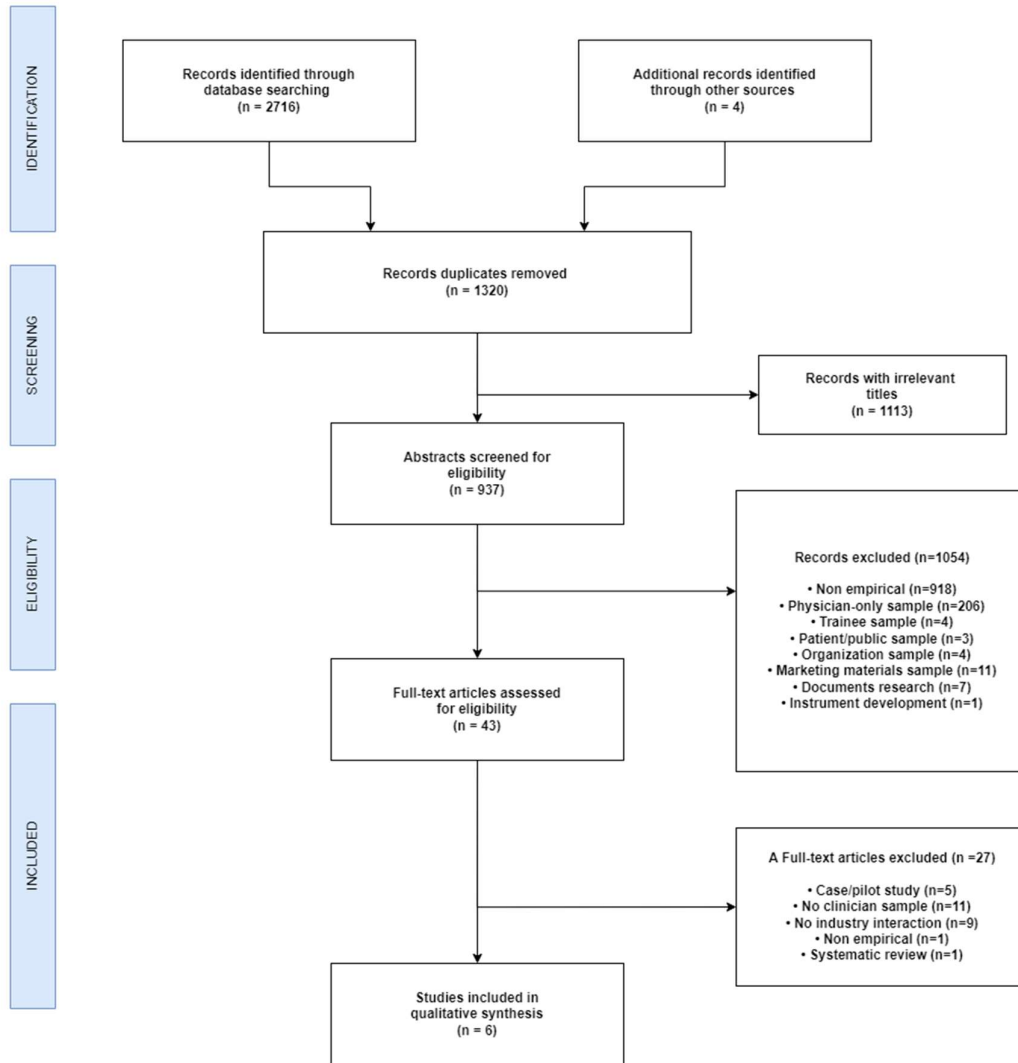 IDENTIFICATION
Records identified through
database searching
(n = 2716)
Additional records identified
through other sources
(n = 4)
Records duplicates removed
(n = 1320)
SCREENING
Records with irrelevant
titles
(n = 1113)
Abstracts screened for
eligibility
(n = 937)
ELIGIBILITY
Records excluded (n=1054)
• Non empirical (n=918)
• Physician-only sample (n=206)
• Trainee sample (n=4)
• Patient/public sample (n=3)
• Organization sample (n=4)
• Marketing materials sample (n=11)
• Documents research (n=7)
• Instrument development (n=1)
Full-text articles assessed
for eligibility
(n = 43)
INCLUDED
A Full-text articles excluded (n =27)
• Case/pilot study (n=5)
• No clinician sample (n=11)
• No industry interaction (n=9)
• Non empirical (n=1)
• Systematic review (n=1)
Studies included in
qualitative synthesis
(n = 6)